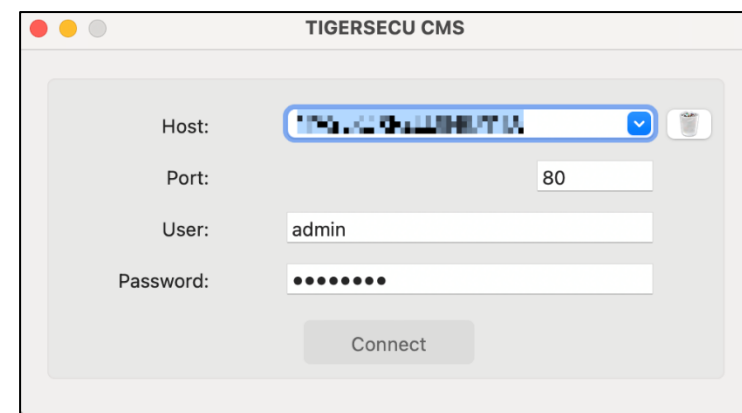 TIGERSECU CMS
Host:
Port: 80
User: admin
Password: ••••••••
Connect